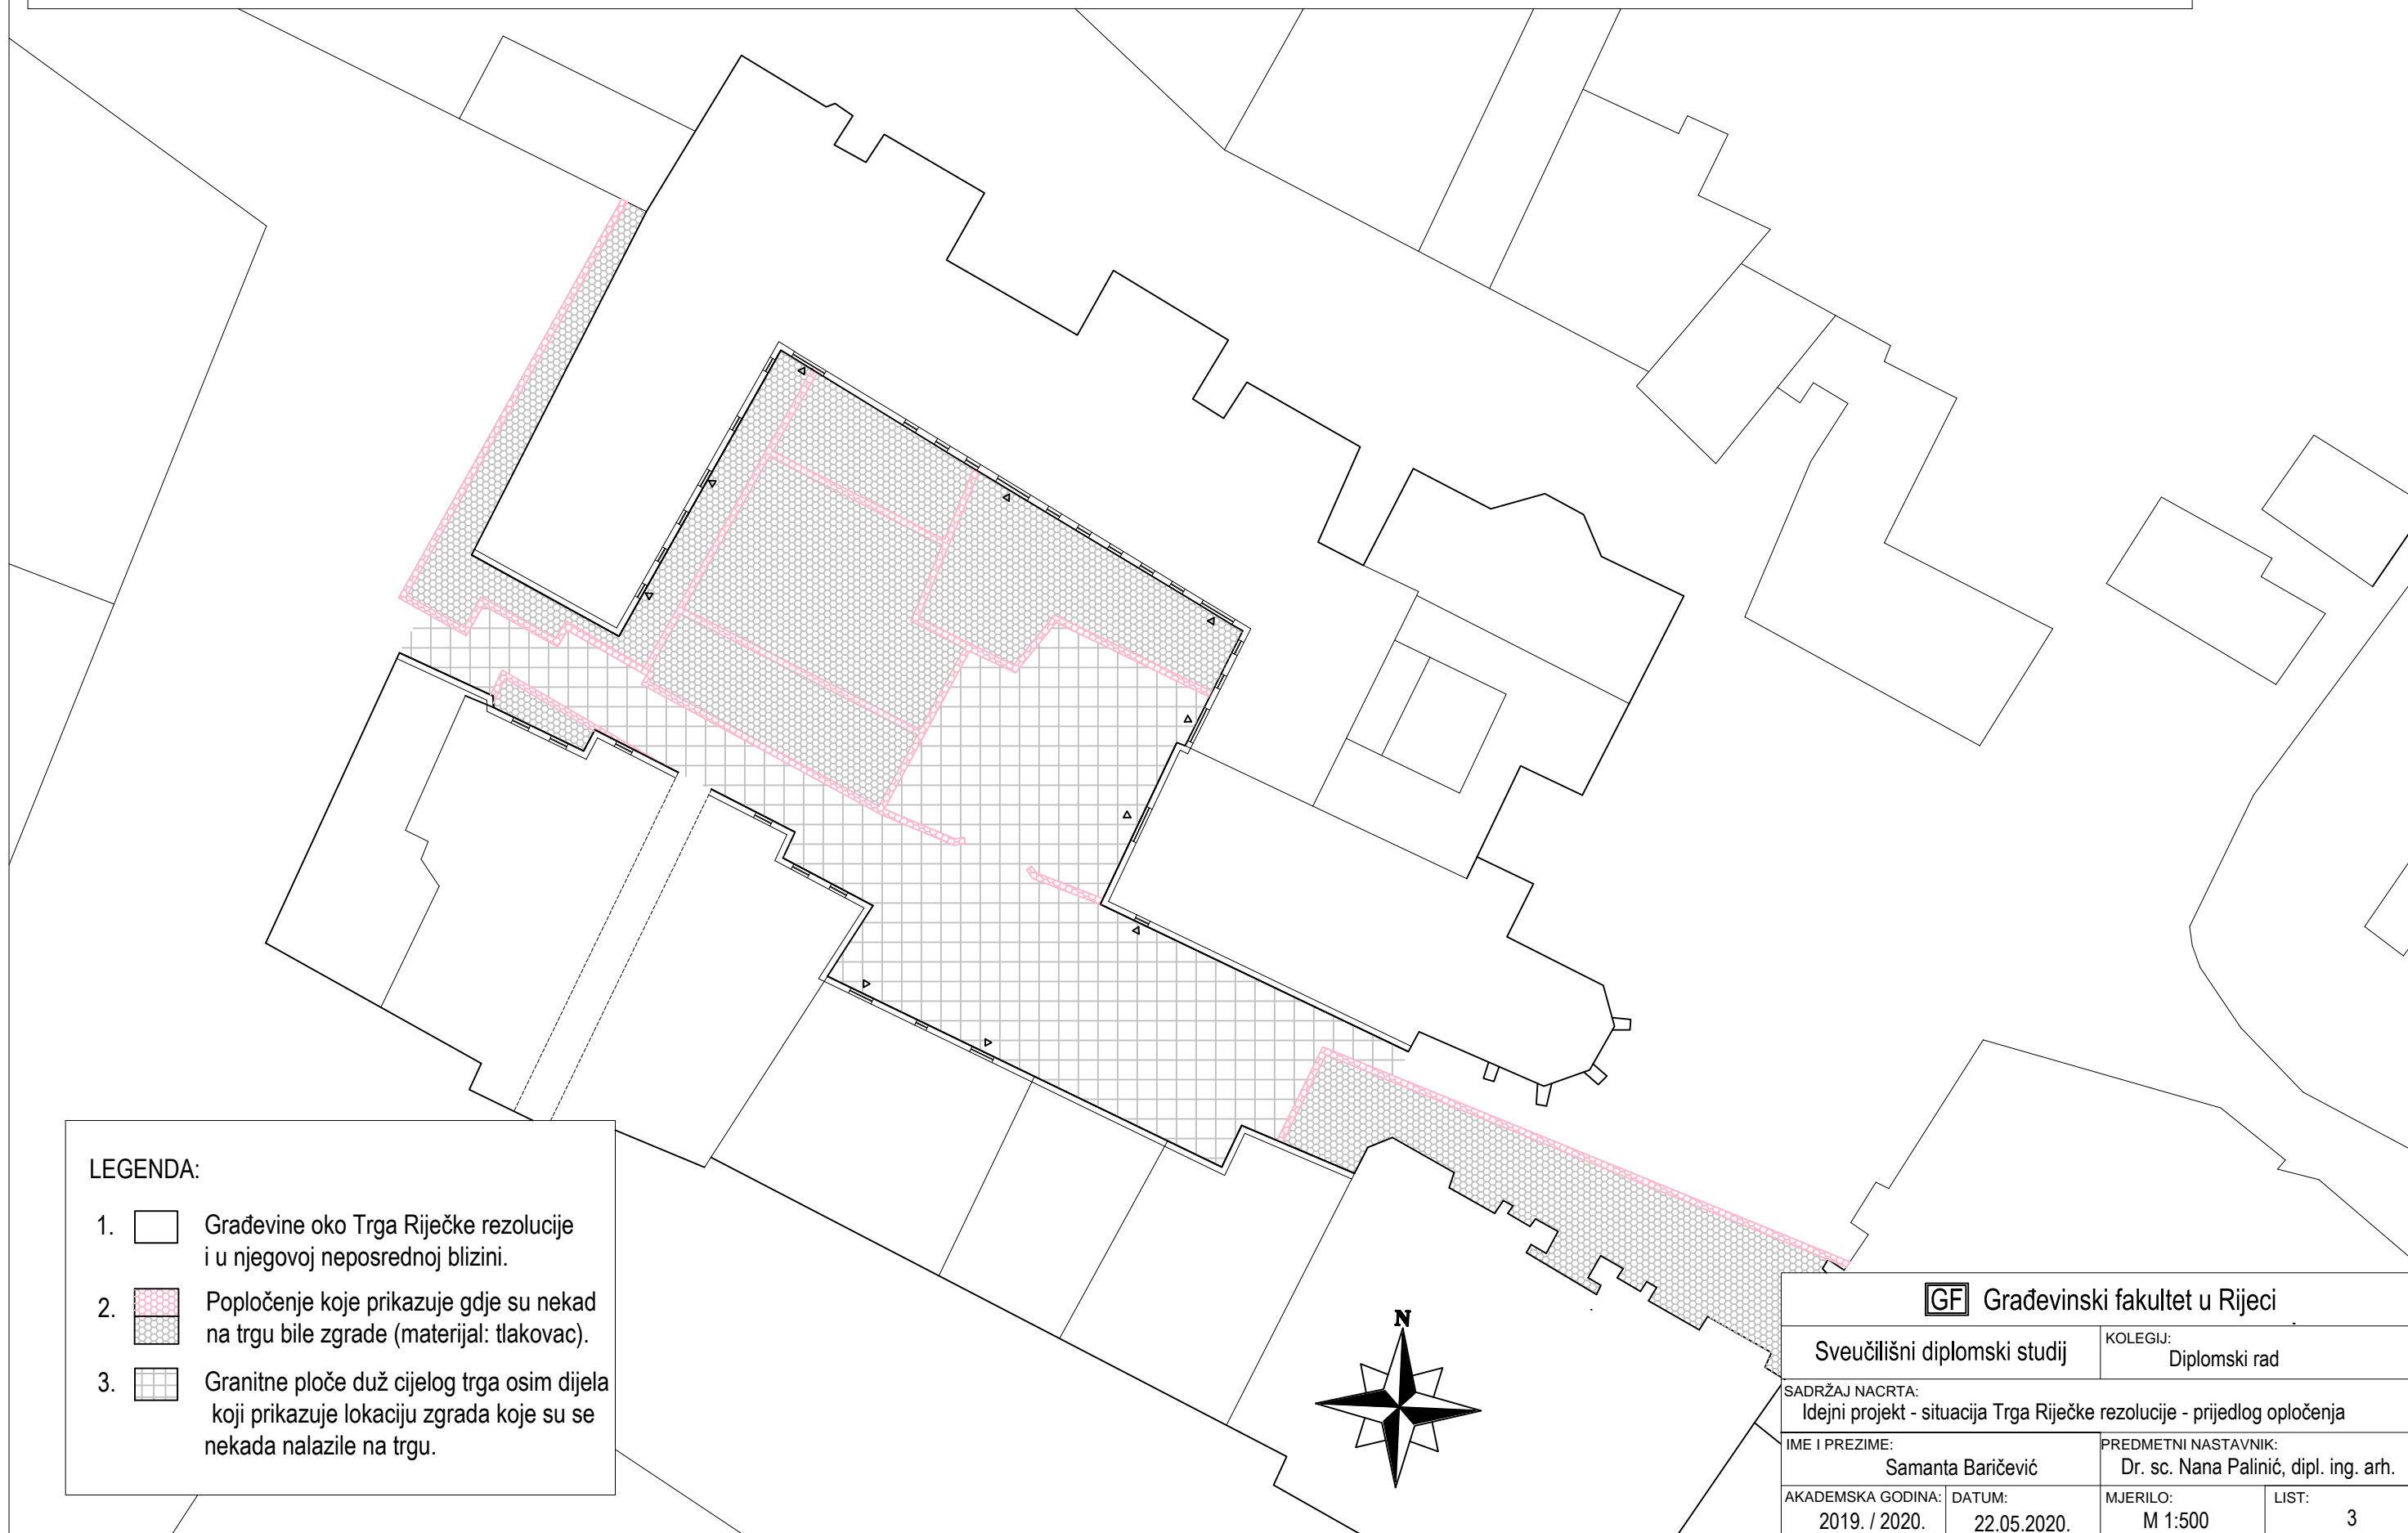 LEGENDA:
1. Građevine oko Trga Riječke rezolucije
i u njegovoj neposrednoj blizini.
2. Popločenje koje prikazuje gdje su nekad
na trgu bile zgrade (materijal: tlakovac).
3. Granitne ploče duž cijelog trga osim dijela
koji prikazuje lokaciju zgrada koje su se
nekada nalazile na trgu.
N
GF Građevinski fakultet u Rijeci
Sveučilišni diplomski studij
KOLEGIJ:
Diplomski rad
SADRŽAJ NACRTA:
Idejni projekt - situacija Trga Riječke rezolucije - prijedlog opločenja
IME I PREZIME:
Samanta Baričević
PREDMETNI NASTAVNIK:
Dr. sc. Nana Palinić, dipl. ing. arh.
AKADEMSKA GODINA:
2019. / 2020.
DATUM:
22.05.2020.
MJERILO:
M 1:500
LIST:
3